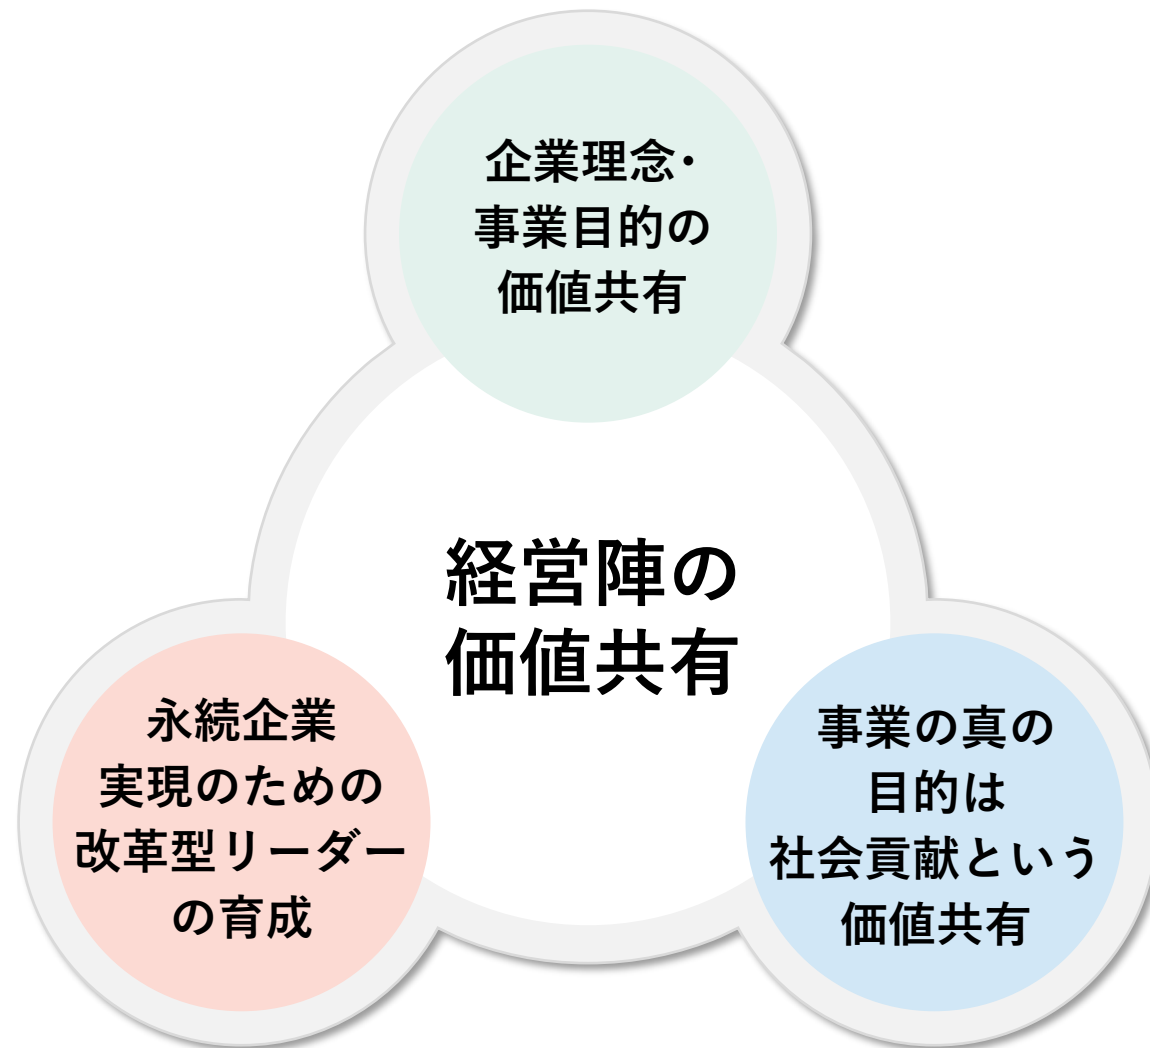 企業理念・
事業目的の
価値共有
経営陣の
価値共有
永続企業
実現のための
改革型リーダー
の育成
事業の真の
目的は
社会貢献という
価値共有